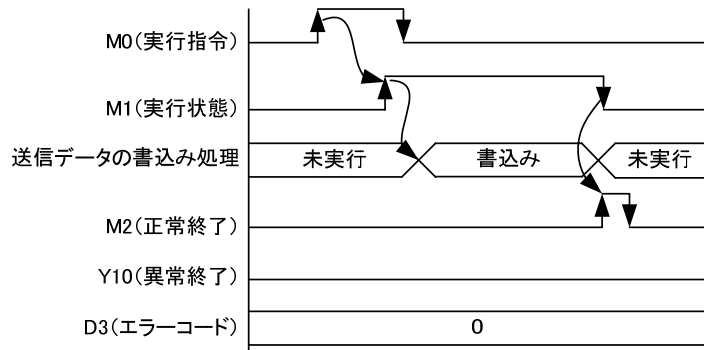 M0(実行指令)
M1(実行状態)
送信データの書込み処理 未実行 書込み 未実行
M2(正常終了)
Y10(異常終了)
D3(エラーコード) 0